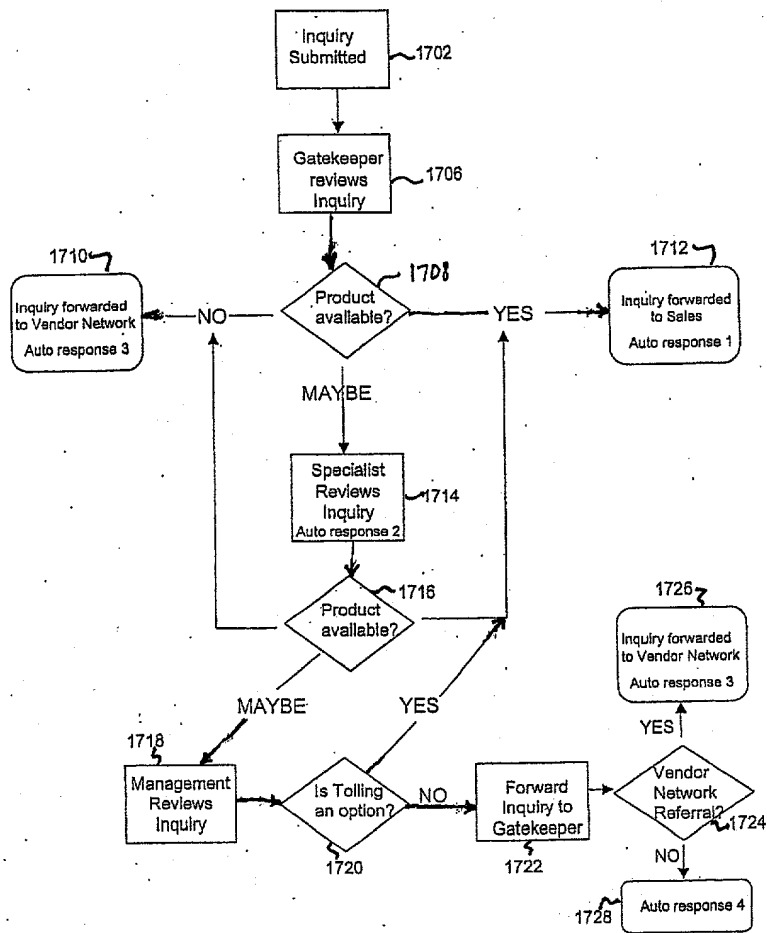 Inquiry
Submitted
1702
Gatekeeper
reviews
Inquiry
1706
1710
1708
1712
Inquiry forwarded
to Vendor Network
Auto response 3
NO
Product
available?
YES
Inquiry forwarded
to Sales
Auto response 1
MAYBE
Specialist
Reviews
Inquiry
Auto response 2
1714
1716
Product
available?
1726
Inquiry forwarded
to Vendor Network
Auto response 3
MAYBE
YES
YES
1718
Management
Reviews
Inquiry
Is Tolling
an option?
1720
NO
Forward
Inquiry to
Gatekeeper
1722
Vendor
Network
Referral?
1724
NO
Auto response 4
1728